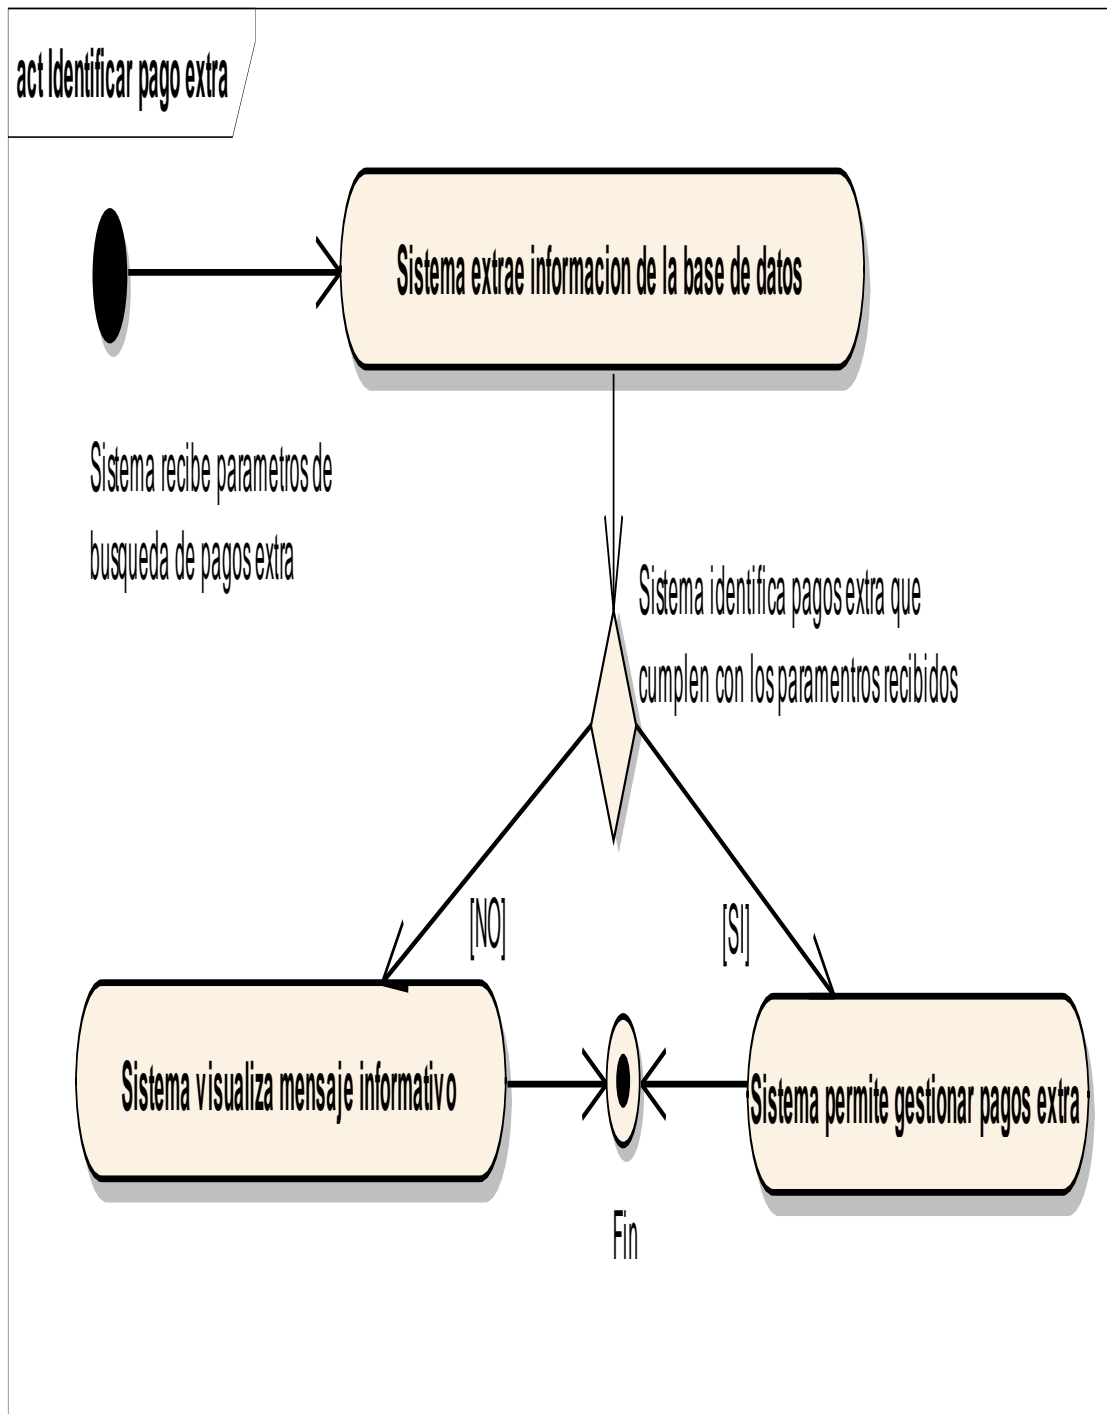 act Identificar pago extra
Sistema extrae informacion de la base de datos
Sistema recibe parametros de
busqueda de pagos extra
Sistema identifica pagos extra que
cumplen con los paramentros recibidos
[NO]
[SI]
Sistema visualiza mensaje informativo
Sistema permite gestionar pagos extra
Fin